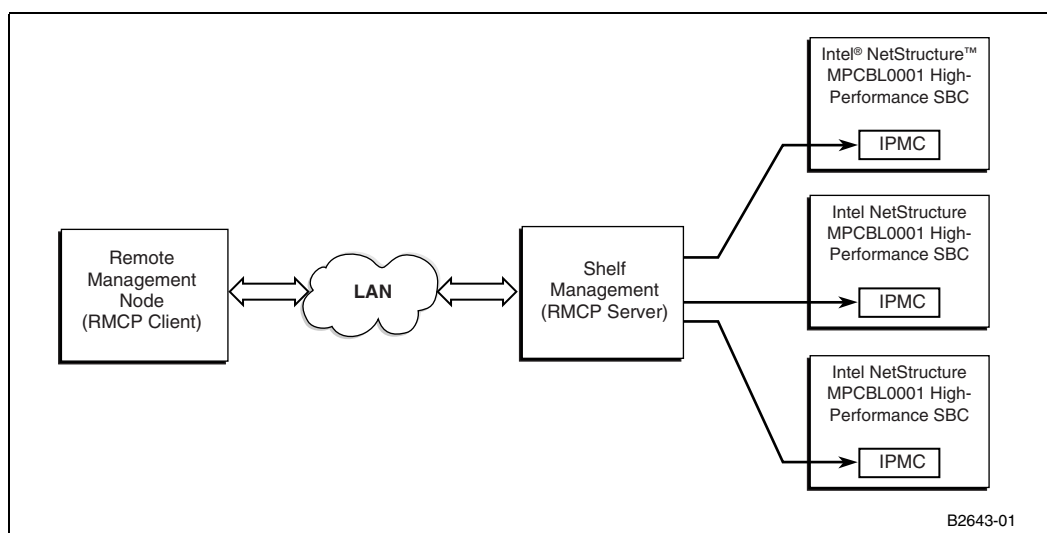 Remote
Management
Node
(RMCP Client)
LAN
Shelf
Management
(RMCP Server)
Intel® NetStructure™
MPCBL0001 High-
Performance SBC
IPMC
Intel NetStructure
MPCBL0001 High-
Performance SBC
IPMC
Intel NetStructure
MPCBL0001 High-
Performance SBC
IPMC
B2643-01